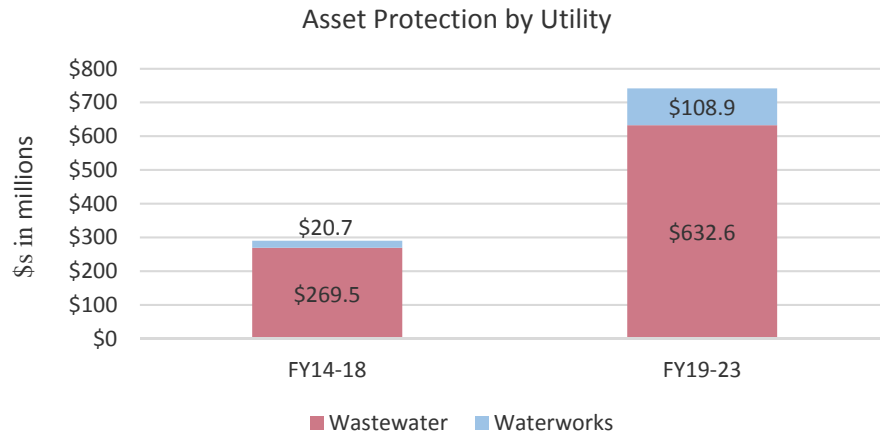 Asset Protection by Utility
$s in millions
$800
$700
$600
$500
$400
$300
$200
$100
$0
$20.7
$269.5
$108.9
$632.6
FY14-18
FY19-23
Wastewater
Waterworks